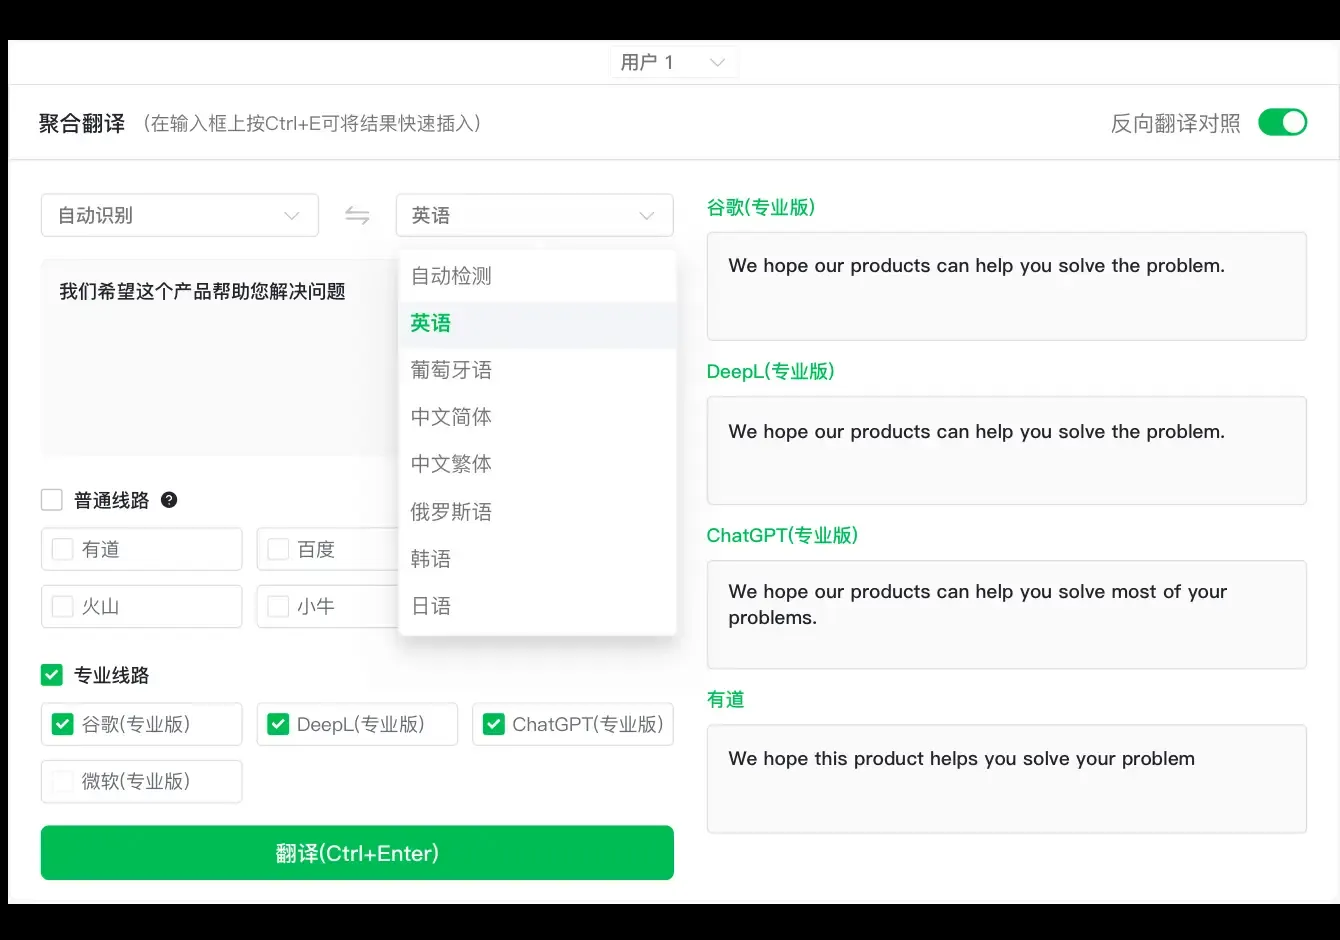 用户 1
聚合翻译 （在输入框上按Ctrl+E可将结果快速插入）
反向翻译对照
自动识别
英语
我们希望这个产品帮助您解决问题
自动检测
英语
葡萄牙语
中文简体
中文繁体
俄罗斯语
韩语
日语
普通线路 ?
有道
百度
火山
小牛
专业线路
谷歌(专业版)
DeepL(专业版)
ChatGPT(专业版)
微软(专业版)
翻译(Ctrl+Enter)
谷歌(专业版)
We hope our products can help you solve the problem.
DeepL(专业版)
We hope our products can help you solve the problem.
ChatGPT(专业版)
We hope our products can help you solve most of your
problems.
有道
We hope this product helps you solve your problem